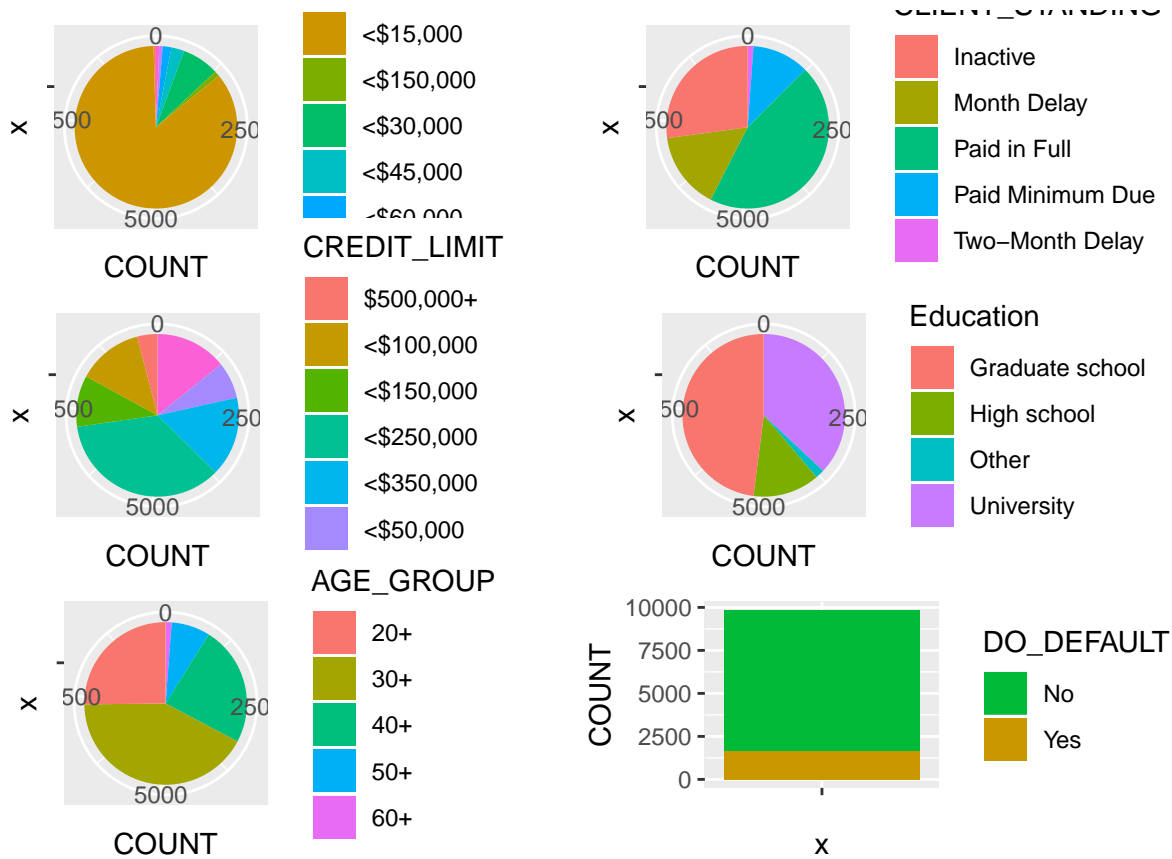 0
500
250
5000
x
COUNT
<$15,000
<$150,000
<$30,000
<$45,000
<$60,000
0
500
250
5000
x
COUNT
CLIENT_STANDING
Inactive
Month Delay
Paid in Full
Paid Minimum Due
Two−Month Delay
0
500
250
5000
x
COUNT
CREDIT_LIMIT
$500,000+
<$100,000
<$150,000
<$250,000
<$350,000
<$50,000
0
500
250
5000
x
COUNT
Education
Graduate school
High school
Other
University
0
500
250
5000
x
COUNT
AGE_GROUP
20+
30+
40+
50+
60+
10000
7500
5000
2500
0
COUNT
x
DO_DEFAULT
No
Yes